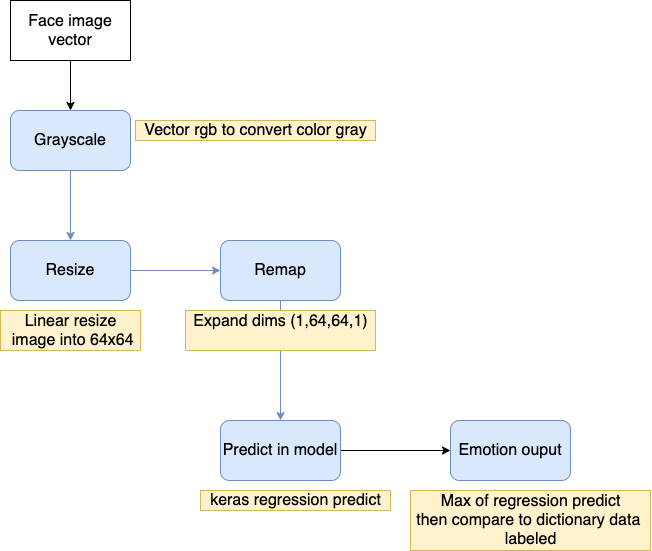 Face image
vector
Grayscale
Vector rgb to convert color gray
Resize
Remap
Linear resize
image into 64x64
Expand dims (1,64,64,1)
Predict in model
Emotion ouput
keras regression predict
Max of regression predict
then compare to dictionary data
labeled